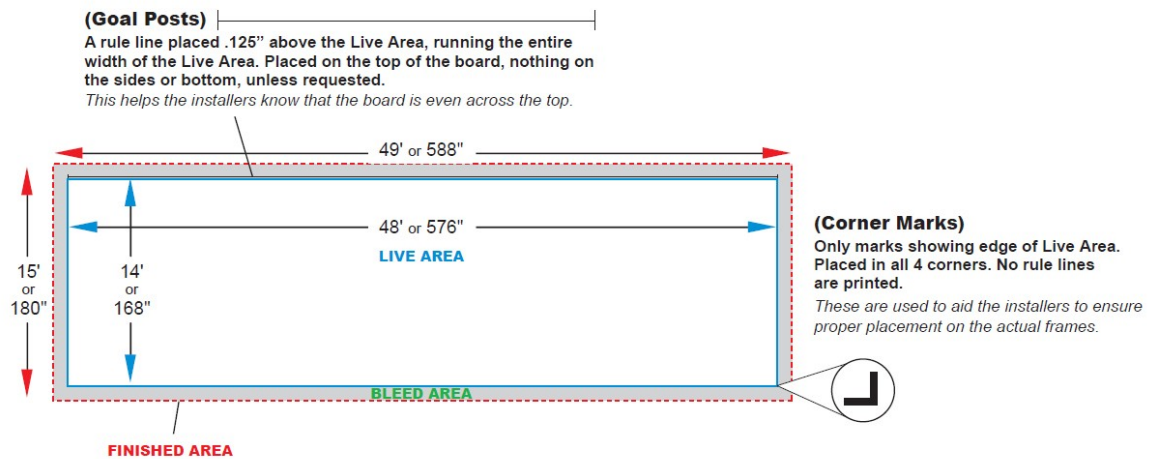 (Goal Posts)
A rule line placed .125” above the Live Area, running the entire
width of the Live Area. Placed on the top of the board, nothing on
the sides or bottom, unless requested.
This helps the installers know that the board is even across the top.
49' or 588"
48' or 576"
LIVE AREA
15'
or
180"
14'
or
168"
(Corner Marks)
Only marks showing edge of Live Area.
Placed in all 4 corners. No rule lines
are printed.
These are used to aid the installers to ensure
proper placement on the actual frames.
BLEED AREA
FINISHED AREA